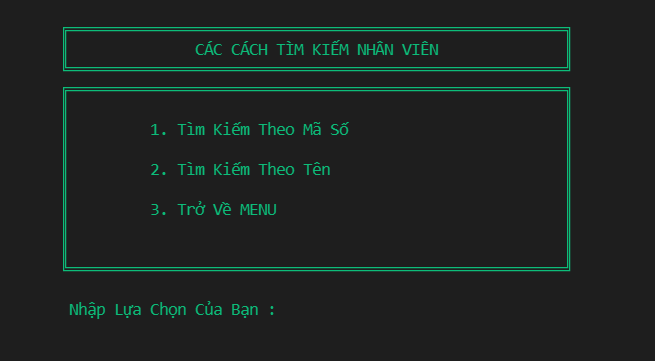 CÁC CÁCH TÌM KIẾM NHÂN VIÊN
1. Tìm Kiếm Theo Mã Số
2. Tìm Kiếm Theo Tên
3. Trở Về MENU
Nhập Lựa Chọn Của Bạn :